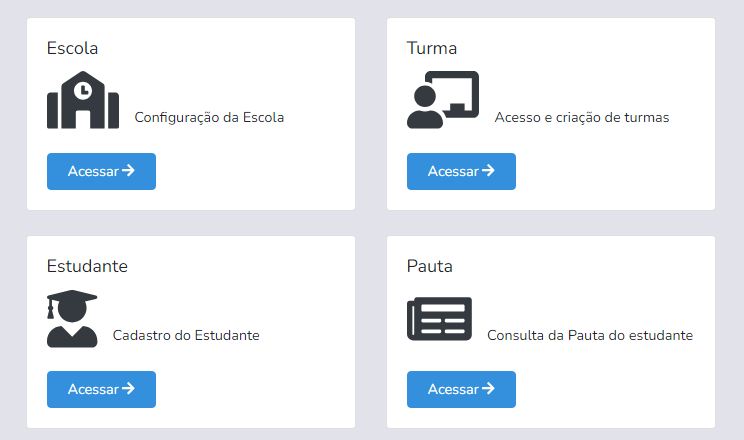 Escola
Configuração da Escola
Acessar
Turma
Acesso e criação de turmas
Acessar
Estudante
Cadastro do Estudante
Acessar
Pauta
Consulta da Pauta do estudante
Acessar